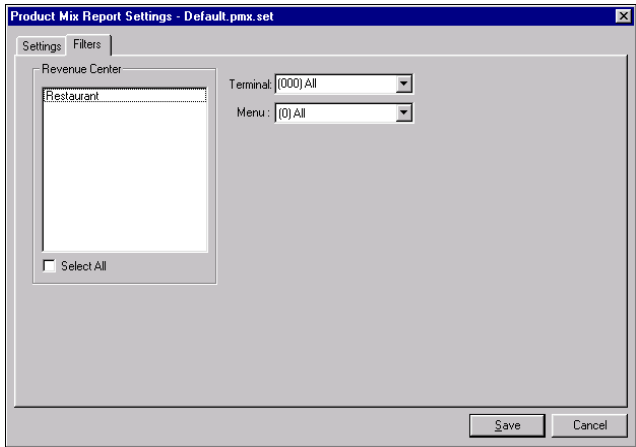 Product Mix Report Settings - Default.pmx.set
Settings Filters
Revenue Center
Restaurant
Select All
Terminal: (000) All
Menu : (0) All
Save Cancel